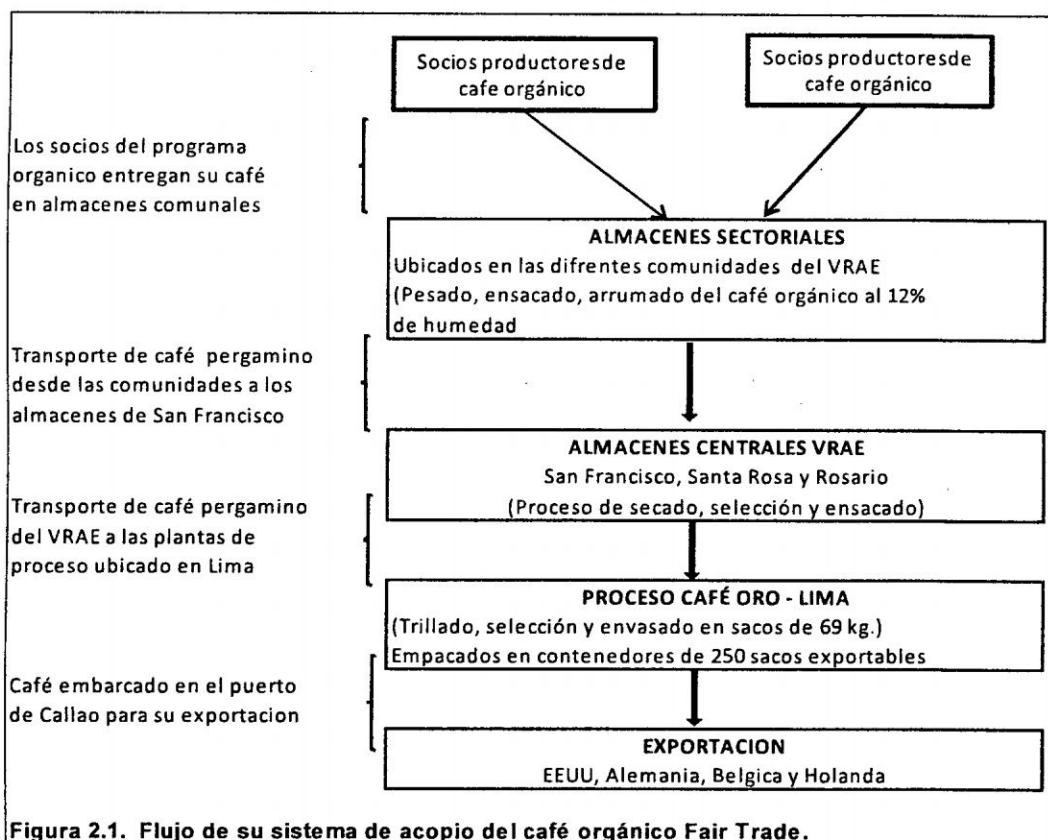 Socios productoresde
cafe orgánico
Socios productoresde
cafe orgánico
Los socios del programa
organico entregan su café
en almacenes comunales
ALMACENES SECTORIALES
Ubicados en las difrentes comunidades del VRAE
(Pesado, ensacado, arrumado del café orgánico al 12%
de humedad
Transporte de café pergamino
desde las comunidades a los
almacenes de San Francisco
ALMACENES CENTRALES VRAE
San Francisco, Santa Rosa y Rosario
(Proceso de secado, selección y ensacado)
Transporte de café pergamino
del VRAE a las plantas de
proceso ubicado en Lima
PROCESO CAFÉ ORO - LIMA
(Trillado, selección y envasado en sacos de 69 kg.)
Empacados en contenedores de 250 sacos exportables
Café embarcado en el puerto
de Callao para su exportacion
EXPORTACION
EEUU, Alemania, Belgica y Holanda
Figura 2.1. Flujo de su sistema de acopio del café orgánico Fair Trade.